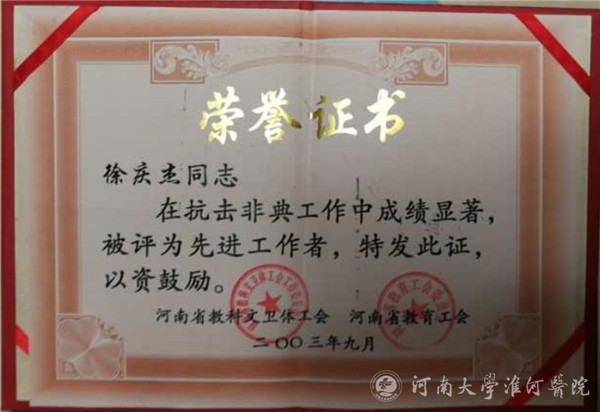 荣誉证书
徐庆杰同志
在抗击非典工作中成绩显著，
被评为先进工作者，特发此证，
以资鼓励。
河南省教科文卫体工会 河南省教育工会
二〇〇三年九月
河南大學淮河醫院